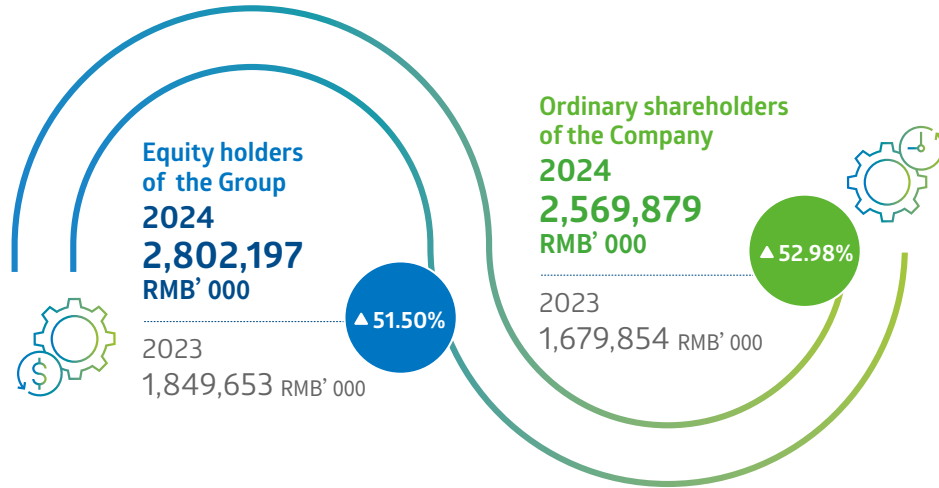 Equity holders
of the Group
2024
2,802,197
RMB’ 000
▲ 51.50%
2023
1,849,653 RMB’ 000
$
Ordinary shareholders
of the Company
2024
2,569,879
RMB’ 000
▲ 52.98%
2023
1,679,854 RMB’ 000